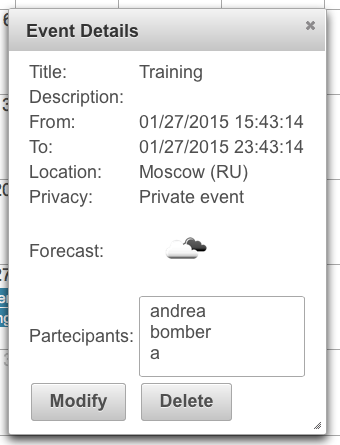 Event Details
Title: Training
Description:
From: 01/27/2015 15:43:14
To: 01/27/2015 23:43:14
Location: Moscow (RU)
Privacy: Private event
Forecast:
Partecipants: andrea
bomber
a
Modify Delete